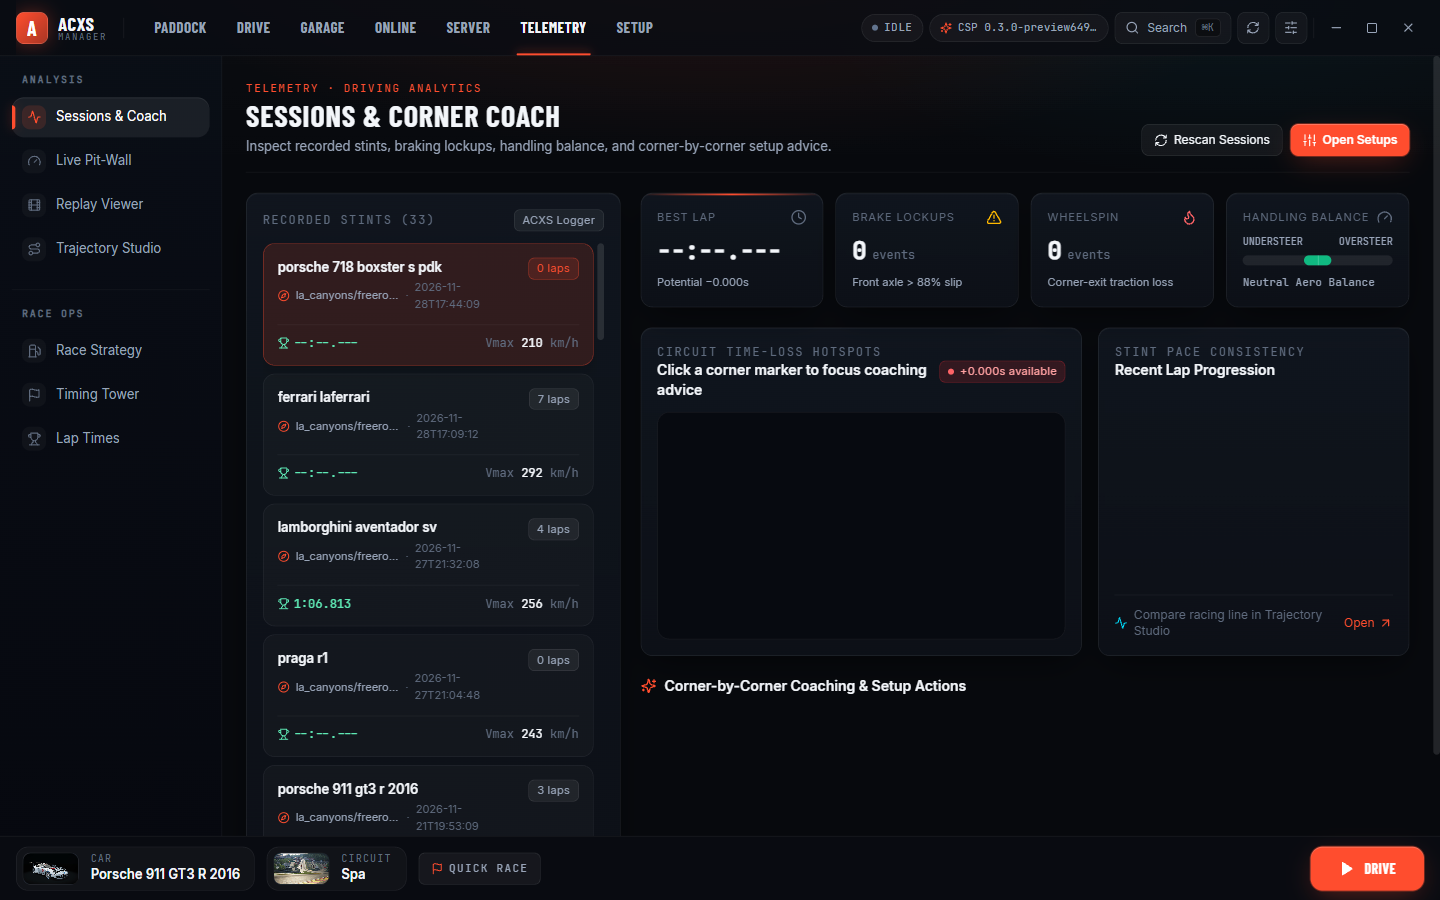 A
ACXS
MANAGER
PADDOCK
DRIVE
GARAGE
ONLINE
SERVER
TELEMETRY
SETUP
IDLE
CSP 0.3.0-preview649…
Search
⌘K
ANALYSIS
Sessions & Coach
Live Pit-Wall
Replay Viewer
Trajectory Studio
RACE OPS
Race Strategy
Timing Tower
Lap Times
TELEMETRY · DRIVING ANALYTICS
SESSIONS & CORNER COACH
Inspect recorded stints, braking lockups, handling balance, and corner-by-corner setup advice.
Rescan Sessions
Open Setups
RECORDED STINTS (33)
ACXS Logger
porsche 718 boxster s pdk
0 laps
la_canyons/freero… ·
2026-11-
28T17:44:09
--:--.---
Vmax 210 km/h
ferrari laferrari
7 laps
la_canyons/freero… ·
2026-11-
28T17:09:12
--:--.---
Vmax 292 km/h
lamborghini aventador sv
4 laps
la_canyons/freero… ·
2026-11-
27T21:32:08
1:06.813
Vmax 256 km/h
praga r1
0 laps
la_canyons/freero… ·
2026-11-
27T21:04:48
--:--.---
Vmax 243 km/h
porsche 911 gt3 r 2016
3 laps
la_canyons/freero… ·
2026-11-
21T19:53:09
BEST LAP
--:--.---
Potential −0.000s
BRAKE LOCKUPS
0 events
Front axle > 88% slip
WHEELSPIN
0 events
Corner-exit traction loss
HANDLING BALANCE
UNDERSTEER
OVERSTEER
Neutral Aero Balance
CIRCUIT TIME-LOSS HOTSPOTS
Click a corner marker to focus coaching
advice
+0.000s available
STINT PACE CONSISTENCY
Recent Lap Progression
Compare racing line in Trajectory
Studio
Open
Corner-by-Corner Coaching & Setup Actions
CAR
Porsche 911 GT3 R 2016
CIRCUIT
Spa
QUICK RACE
DRIVE